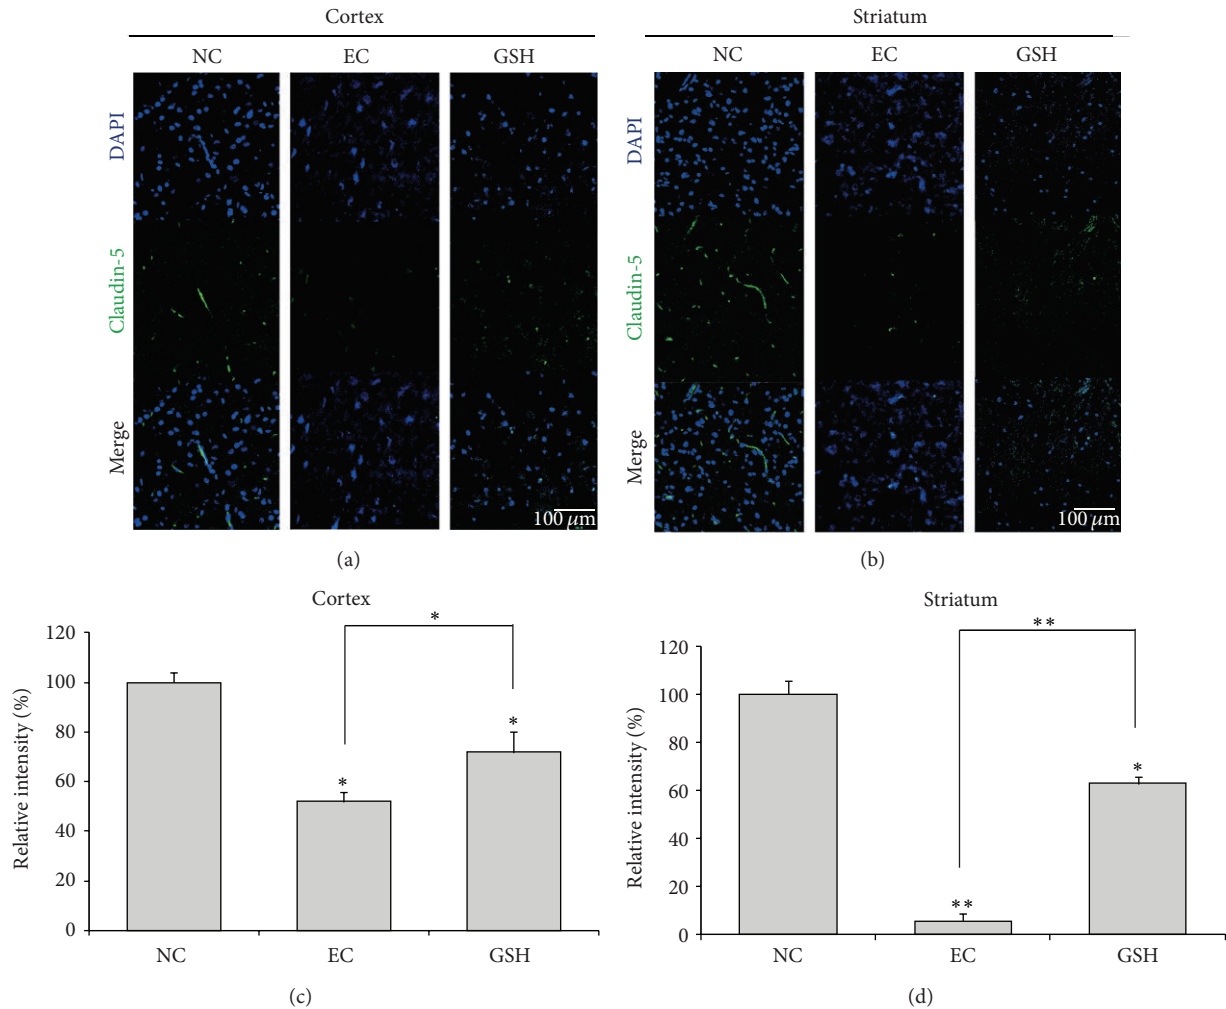 Cortex
NC EC GSH
DAPI
Claudin-5
Merge
100 µm
(a)
Striatum
NC EC GSH
DAPI
Claudin-5
Merge
100 µm
(b)
Cortex
Relative intensity (%)
120
100
80
60
40
20
0
*
*
*
NC EC GSH
(c)
Striatum
Relative intensity (%)
120
100
80
60
40
20
0
**
**
*
NC EC GSH
(d)